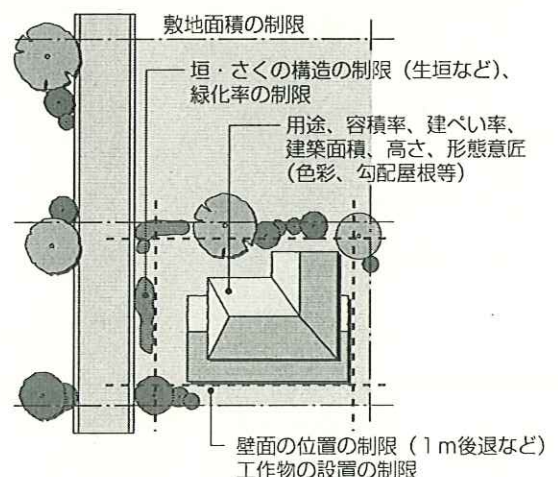 敷地面積の制限
垣・さくの構造の制限（生垣など）、
緑化率の制限
用途、容積率、建ぺい率、
建築面積、高さ、形態意匠
（色彩、勾配屋根等）
壁面の位置の制限（1m後退など）
工作物の設置の制限